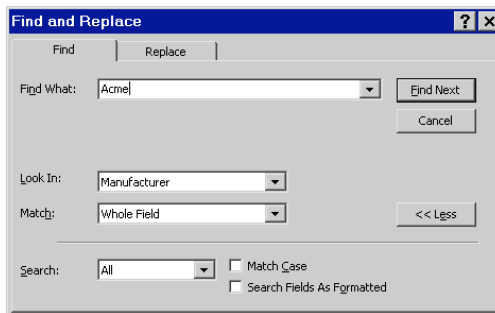 Find and Replace ? ×
Find Replace
Find What: Acme Find Next
Cancel
Look In: Manufacturer
Match: Whole Field << Less
Search: All Match Case
Search Fields As Formatted